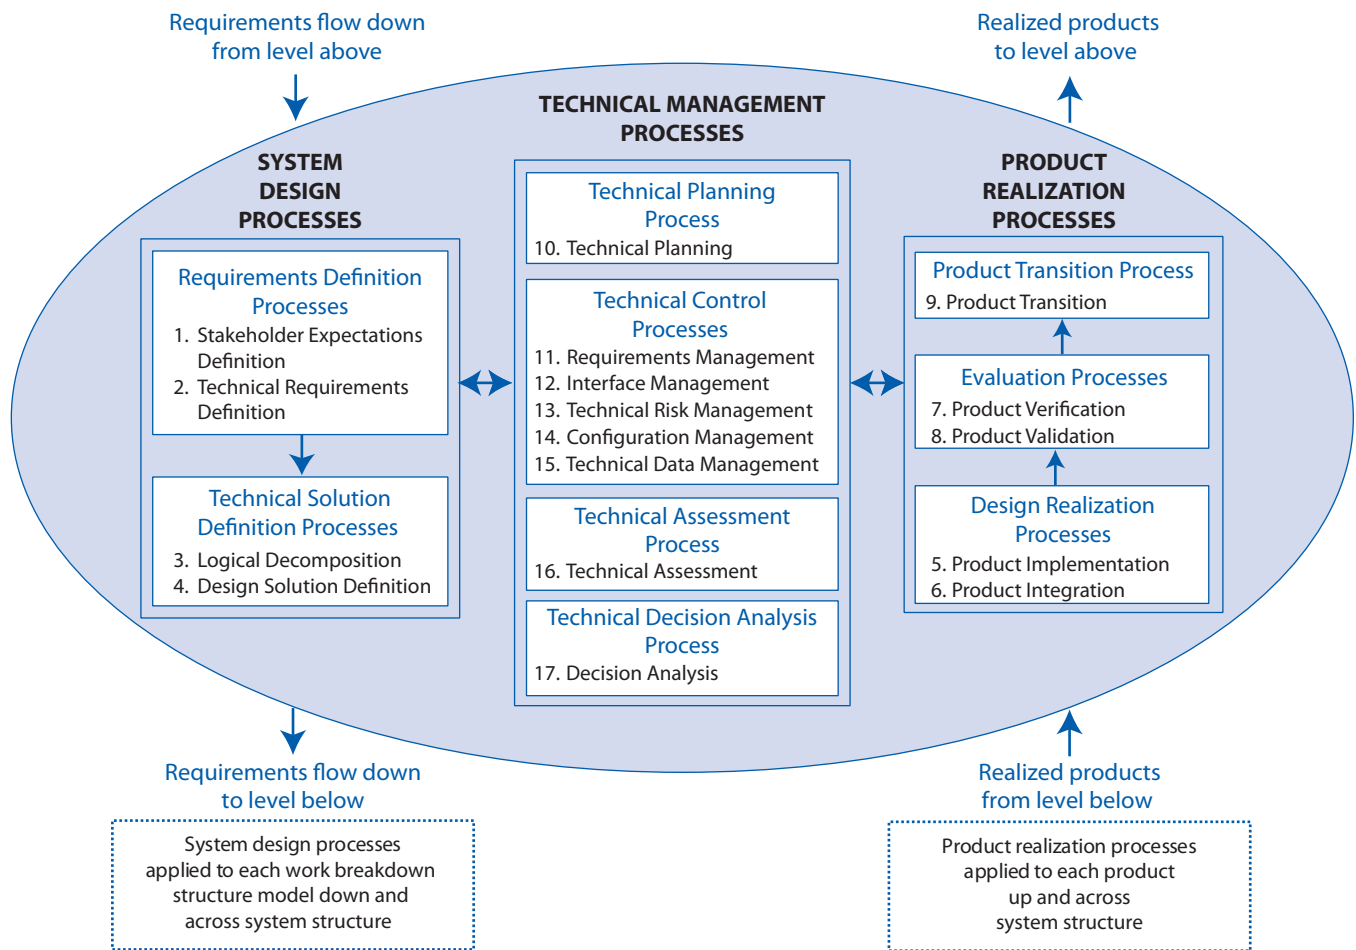 Requirements flow down
from level above
Realized products
to level above
TECHNICAL MANAGEMENT
PROCESSES
SYSTEM
DESIGN
PROCESSES
Requirements Definition
Processes
1. Stakeholder Expectations
Definition
2. Technical Requirements
Definition
Technical Solution
Definition Processes
3. Logical Decomposition
4. Design Solution Definition
Technical Planning
Process
10. Technical Planning
Technical Control
Processes
11. Requirements Management
12. Interface Management
13. Technical Risk Management
14. Configuration Management
15. Technical Data Management
Technical Assessment
Process
16. Technical Assessment
Technical Decision Analysis
Process
17. Decision Analysis
PRODUCT
REALIZATION
PROCESSES
Product Transition Process
9. Product Transition
Evaluation Processes
7. Product Verification
8. Product Validation
Design Realization
Processes
5. Product Implementation
6. Product Integration
Requirements flow down
to level below
System design processes
applied to each work breakdown
structure model down and
across system structure
Realized products
from level below
Product realization processes
applied to each product
up and across
system structure